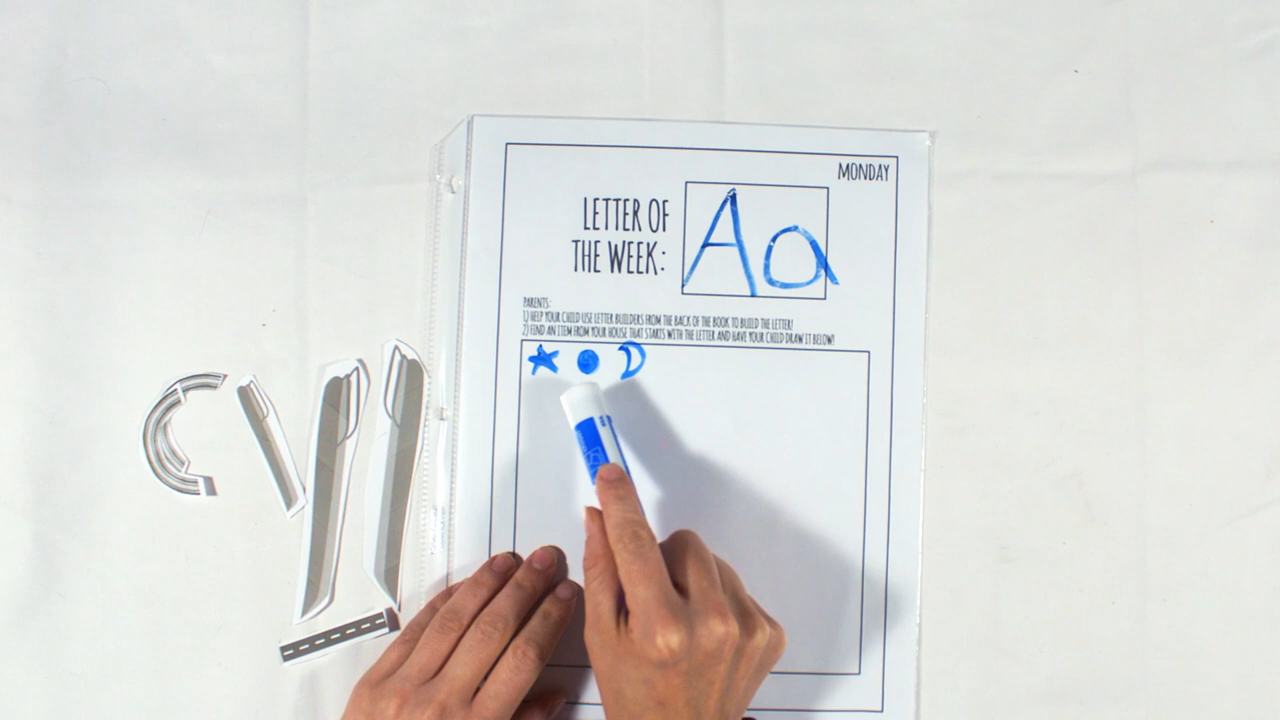 MONDAY
LETTER OF
THE WEEK:
Aa
PARENTS:
1) HELP YOUR CHILD USE LETTER BUILDERS FROM THE BACK OF THE BOOK TO BUILD THE LETTER!
2) FIND AN ITEM FROM YOUR HOUSE THAT STARTS WITH THE LETTER AND HAVE YOUR CHILD DRAW IT BELOW!